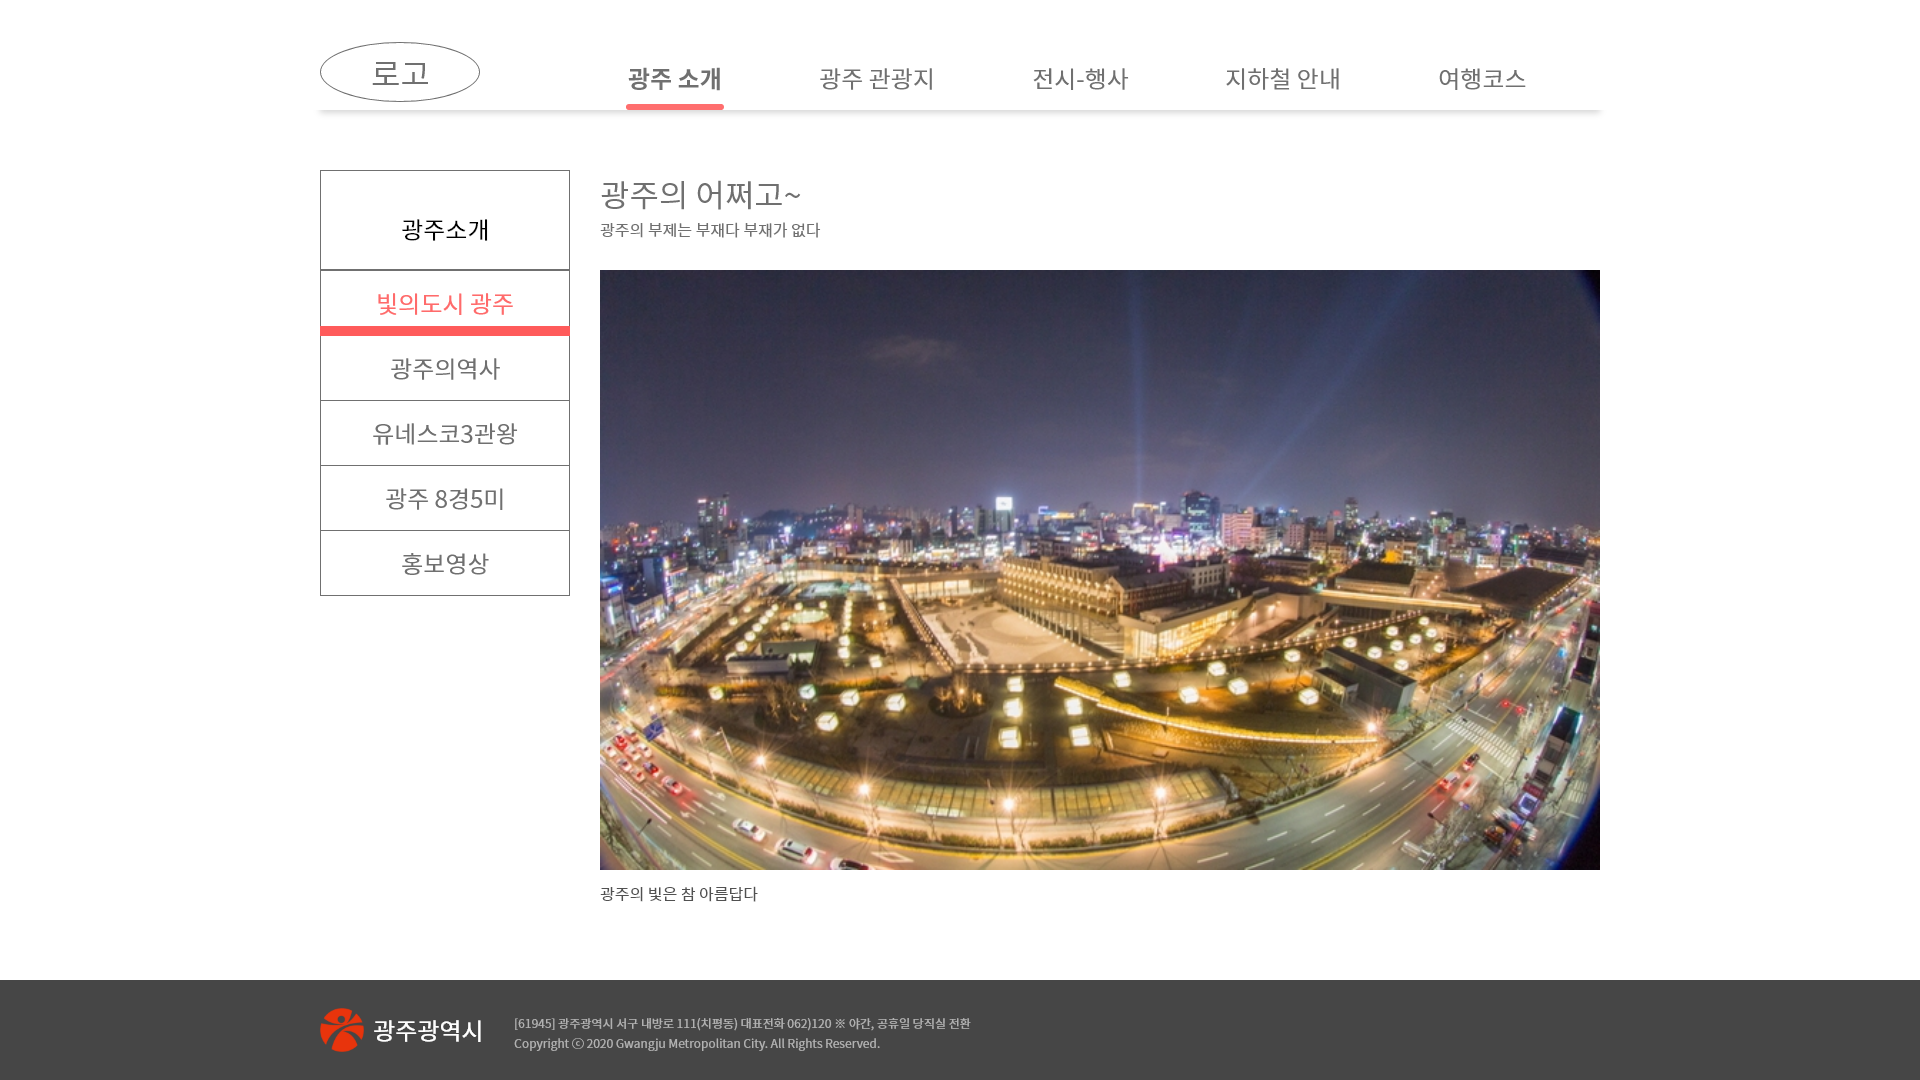 로고
광주 소개
광주 관광지
전시-행사
지하철 안내
여행코스
광주소개
빛의도시 광주
광주의역사
유네스코3관왕
광주 8경5미
홍보영상
광주의 어쩌고~
광주의 부제는 부재다 부재가 없다
광주의 빛은 참 아름답다
광주광역시
[61945] 광주광역시 서구 내방로 111(치평동) 대표전화 062)120 ※ 야간, 공휴일 당직실 전환
Copyright ⓒ 2020 Gwangju Metropolitan City. All Rights Reserved.